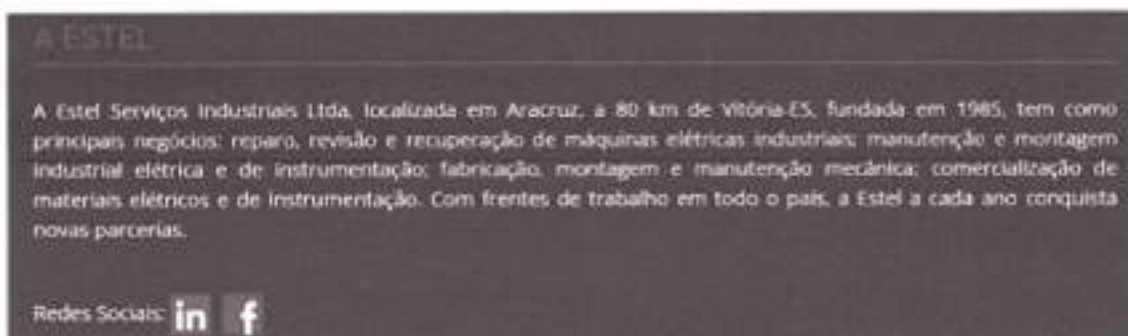 A ESTEL
A Estel Serviços Industriais Ltda, localizada em Aracruz, a 80 km de Vitória-ES, fundada em 1985, tem como
principais negócios: reparo, revisão e recuperação de máquinas elétricas industriais; manutenção e montagem
industrial elétrica e de instrumentação; fabricação, montagem e manutenção mecânica; comercialização de
materiais elétricos e de instrumentação. Com frentes de trabalho em todo o país, a Estel a cada ano conquista
novas parcerias.
Redes Sociais: in f